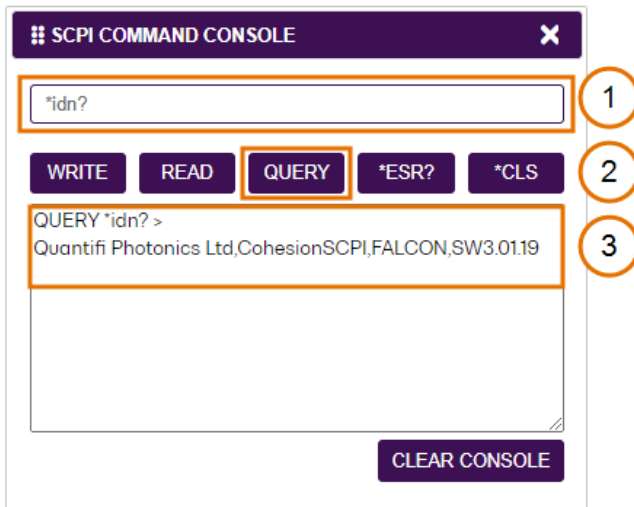 SCPI COMMAND CONSOLE
*idn?
1
WRITE READ QUERY *ESR? *CLS
2
QUERY *idn? >
Quantifi Photonics Ltd,CohesionSCPI,FALCON,SW3.01.19
3
CLEAR CONSOLE